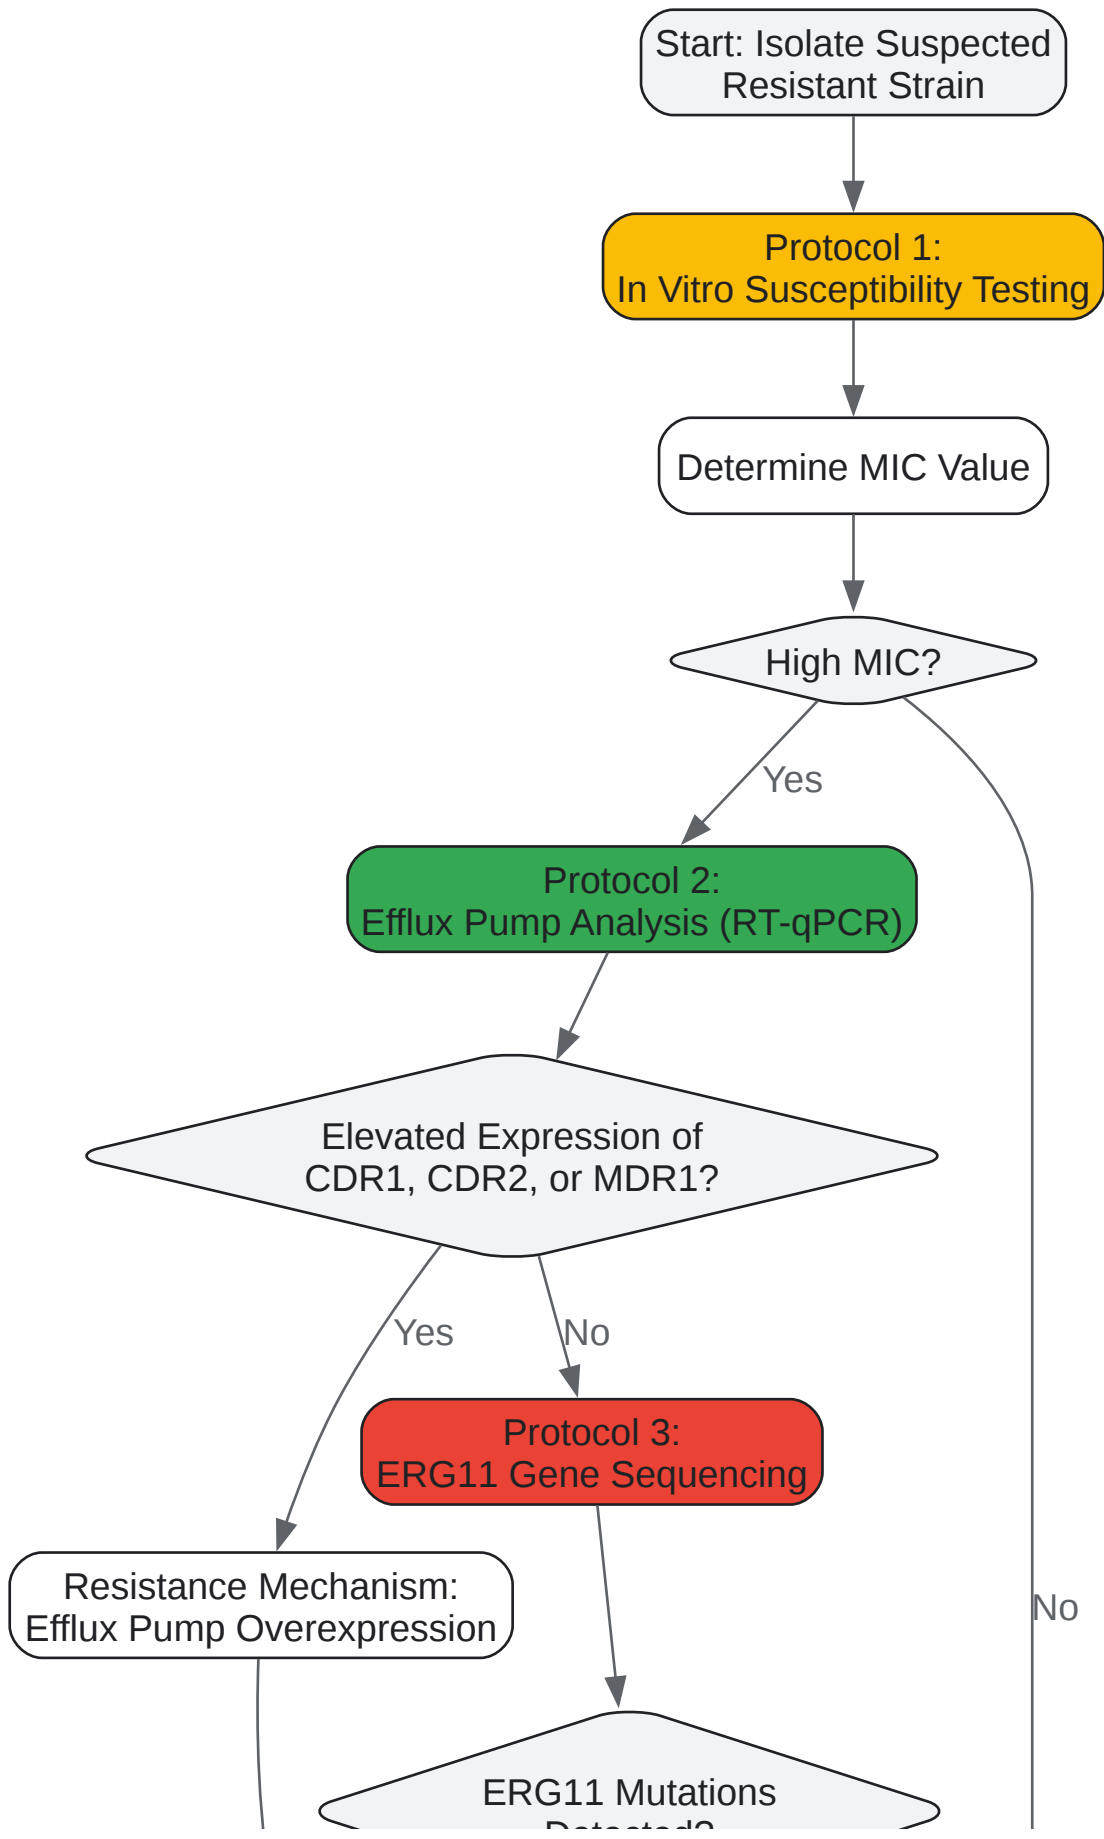 Start: Isolate Suspected
Resistant Strain
Protocol 1:
In Vitro Susceptibility Testing
Determine MIC Value
High MIC?
Yes
Protocol 2:
Efflux Pump Analysis (RT-qPCR)
Elevated Expression of
CDR1, CDR2, or MDR1?
Yes
No
Protocol 3:
ERG11 Gene Sequencing
Resistance Mechanism:
Efflux Pump Overexpression
No
ERG11 Mutations
Detected?